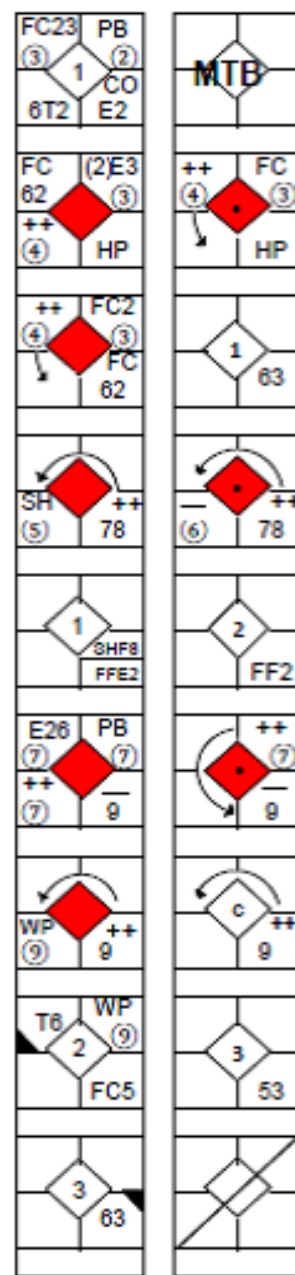 FC23 PB
③ 1 ②
CO
6T2 E2
FC (2)E3
62 ③
++
④ HP
++ FC2
④ ③
FC
62
SH ++
⑤ 78
1
SHF8
FFE2
E26 PB
⑦ ⑦
++ —
⑦ 9
WP ++
⑨ 9
T6 WP
2 ⑨
FC5
3
63
MTB
++ FC
④ ③
HP
1
63
— ++
⑥ 78
2
FF2
++
⑦
—
9
c ++
9
3
53